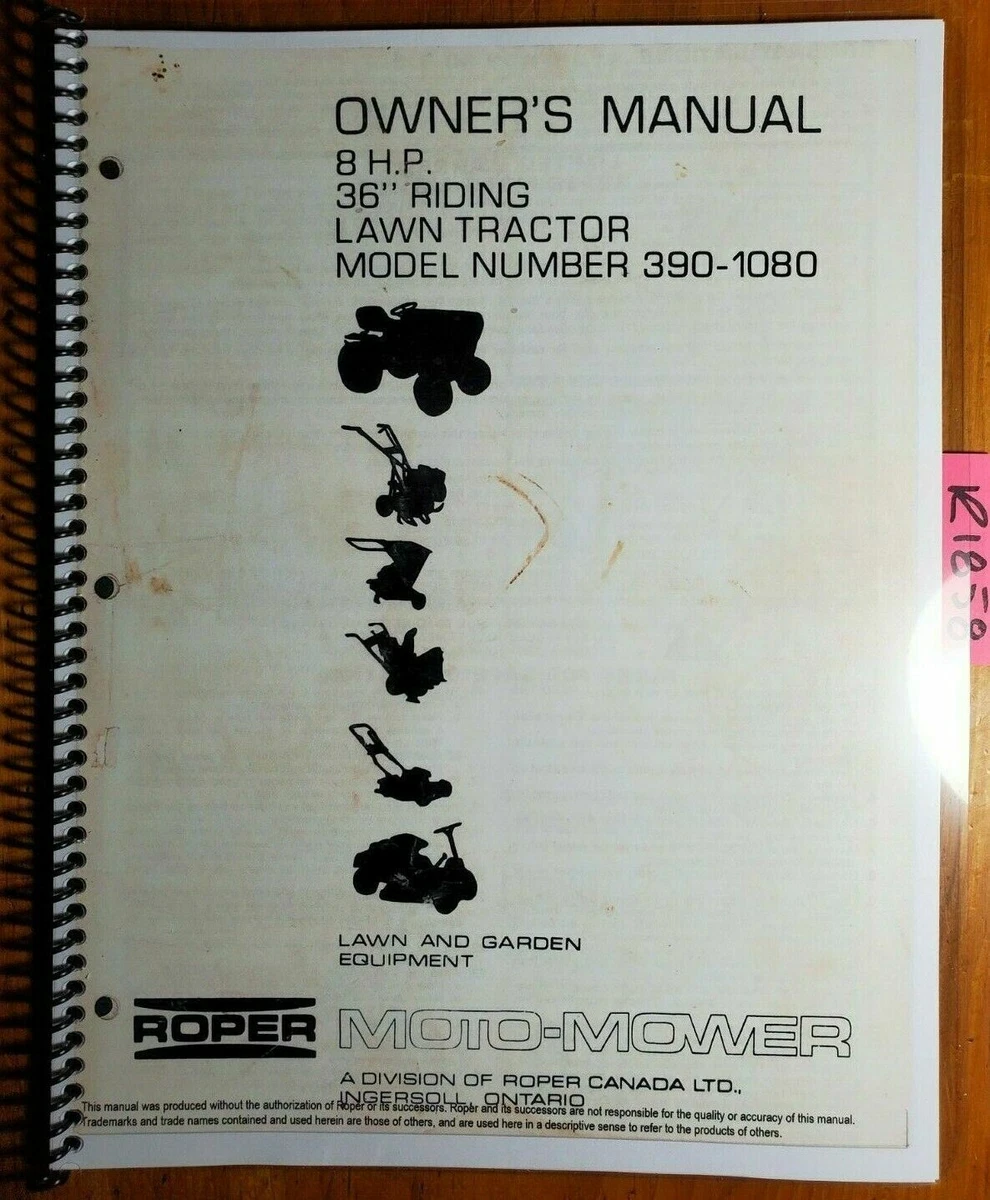 OWNER'S MANUAL
8 H.P.
36" RIDING
LAWN TRACTOR
MODEL NUMBER 390-1080
R1858
LAWN AND GARDEN
EQUIPMENT
ROPER
MOTO-MOWER
A DIVISION OF ROPER CANADA LTD.,
INGERSOLL, ONTARIO
This manual was produced without the authorization of Roper or its successors. Roper and its successors are not responsible for the quality or accuracy of this manual.
Trademarks and trade names contained and used herein are those of others, and are used here in a descriptive sense to refer to the products of others.